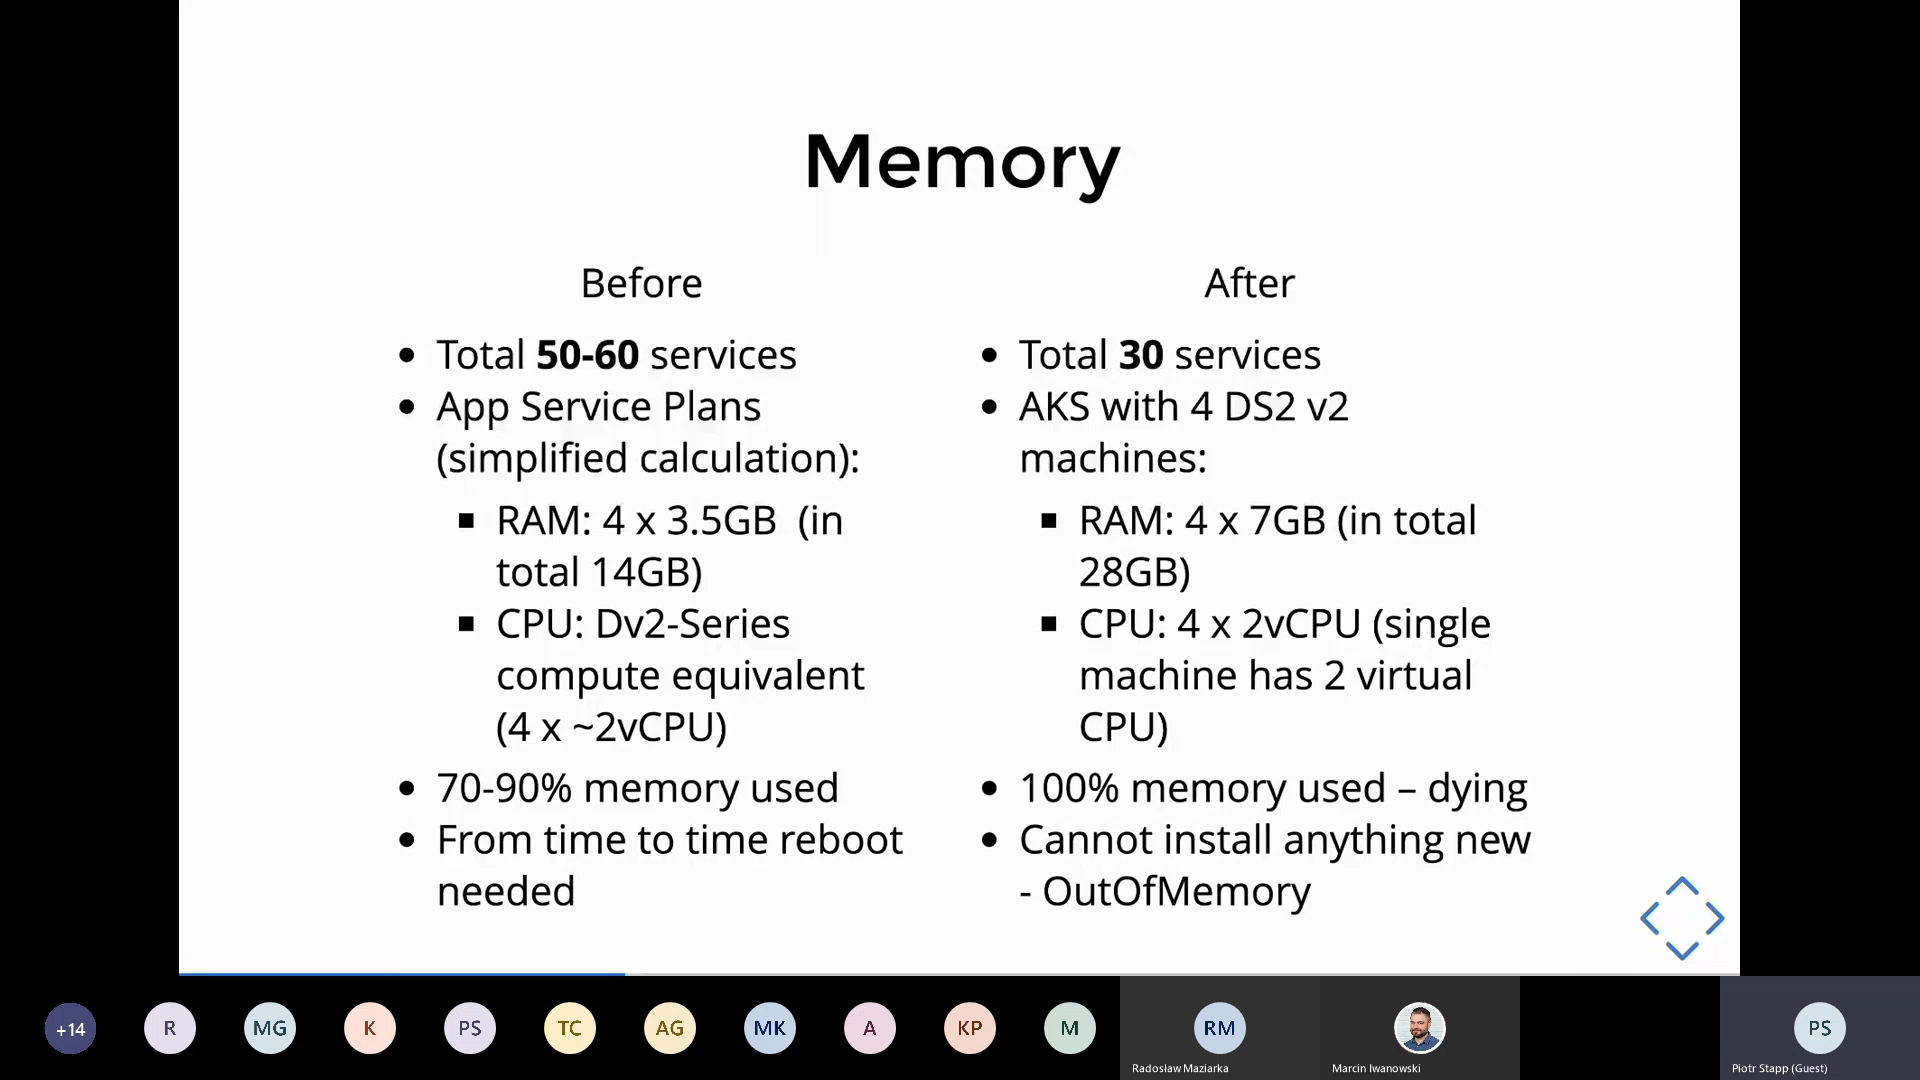 Memory
Before
• Total 50-60 services
• App Service Plans
(simplified calculation):
▪ RAM: 4 x 3.5GB (in
total 14GB)
▪ CPU: Dv2-Series
compute equivalent
(4 x ~2vCPU)
• 70-90% memory used
• From time to time reboot
needed
After
• Total 30 services
• AKS with 4 DS2 v2
machines:
▪ RAM: 4 x 7GB (in total
28GB)
▪ CPU: 4 x 2vCPU (single
machine has 2 virtual
CPU)
• 100% memory used – dying
• Cannot install anything new
- OutOfMemory
+14
R
MG
K
PS
TC
AG
MK
A
KP
M
RM
Radosław Maziarka
Marcin Iwanowski
PS
Piotr Stapp (Guest)